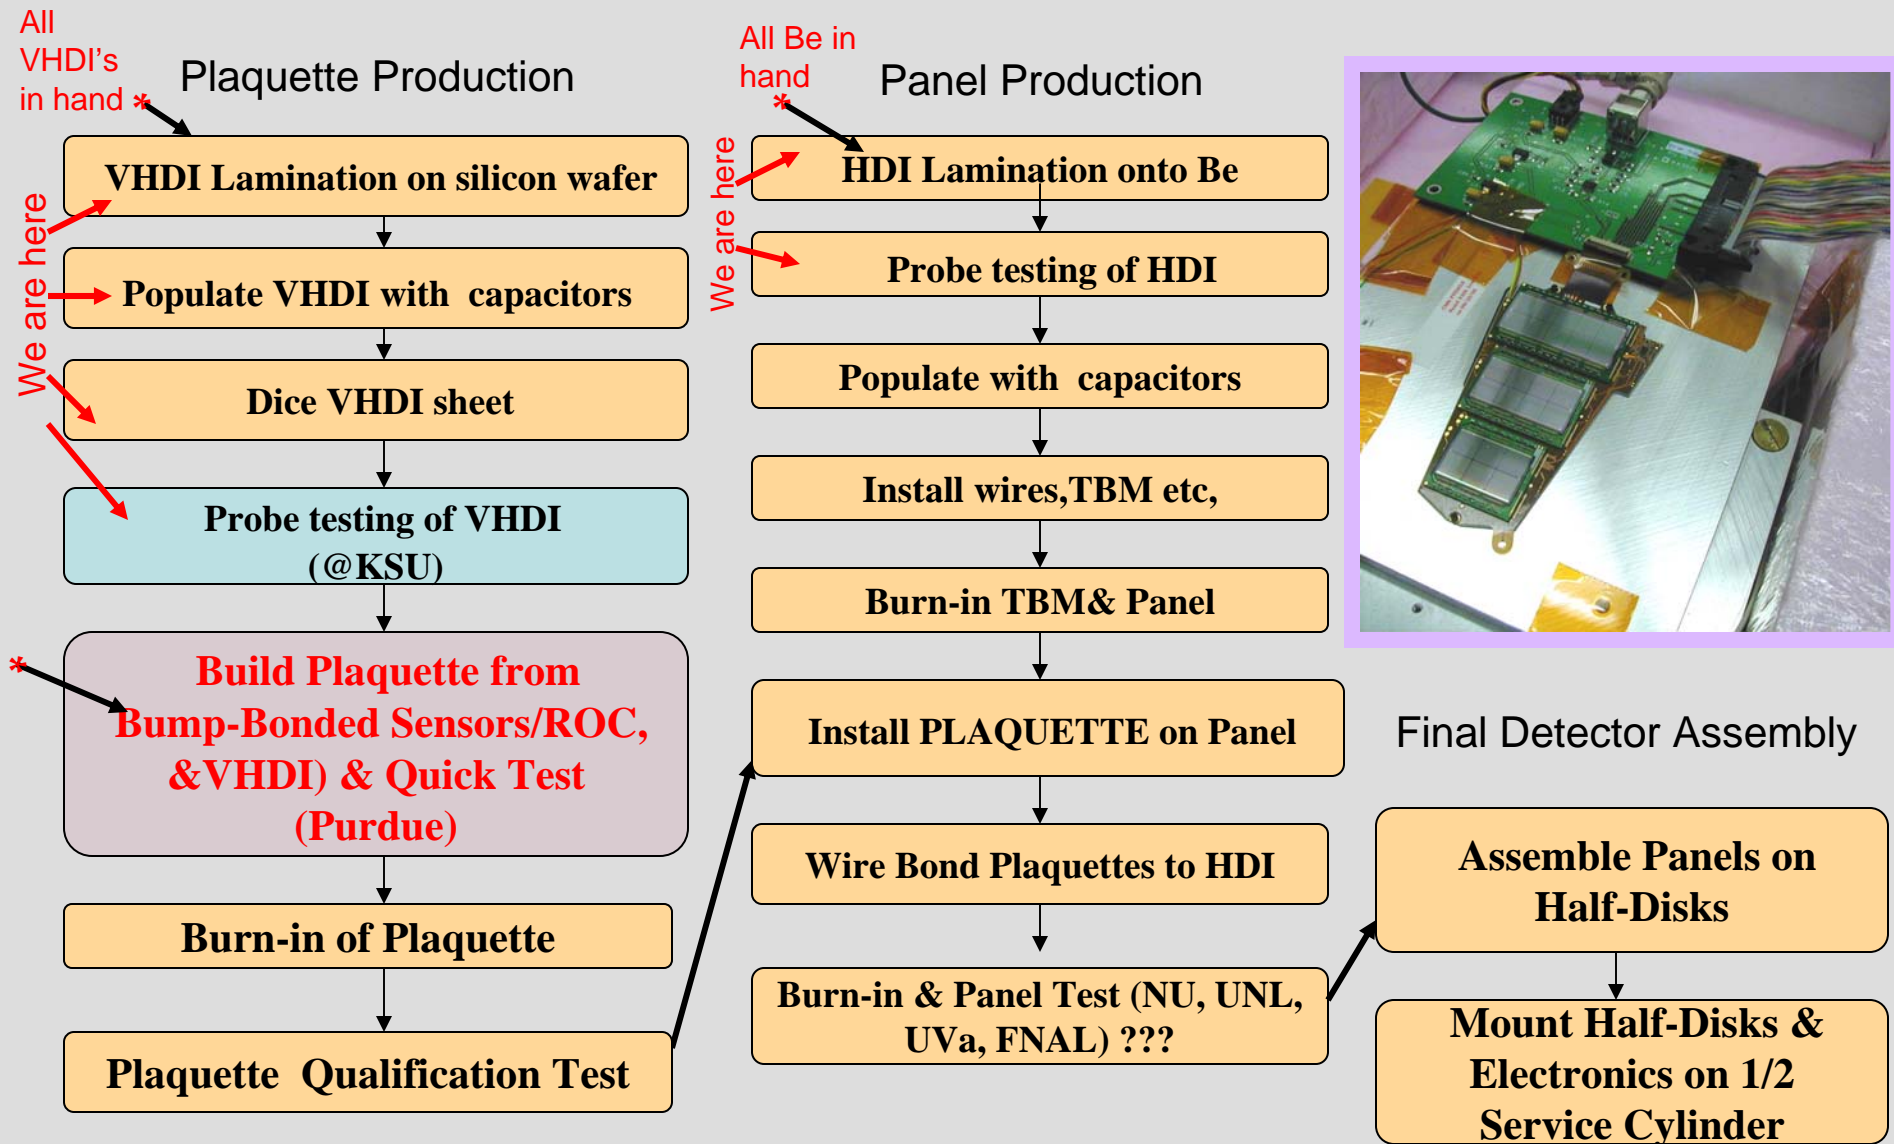 All
VHDI's
in hand *
Plaquette Production
We are here
VHDI Lamination on silicon wafer
Populate VHDI with  capacitors
Dice VHDI sheet
Probe testing of VHDI
(@KSU)
*
Build Plaquette from
Bump-Bonded Sensors/ROC,
&VHDI) & Quick Test
(Purdue)
Burn-in of Plaquette
Plaquette  Qualification Test
All Be in
hand
*
Panel Production
We are here
HDI Lamination onto Be
Probe testing of HDI
Populate with  capacitors
Install wires,TBM etc,
Burn-in TBM& Panel
Install PLAQUETTE on Panel
Wire Bond Plaquettes to HDI
Burn-in & Panel Test (NU, UNL,
UVa, FNAL) ???
Final Detector Assembly
Assemble Panels on
Half-Disks
Mount Half-Disks &
Electronics on 1/2
Service Cylinder